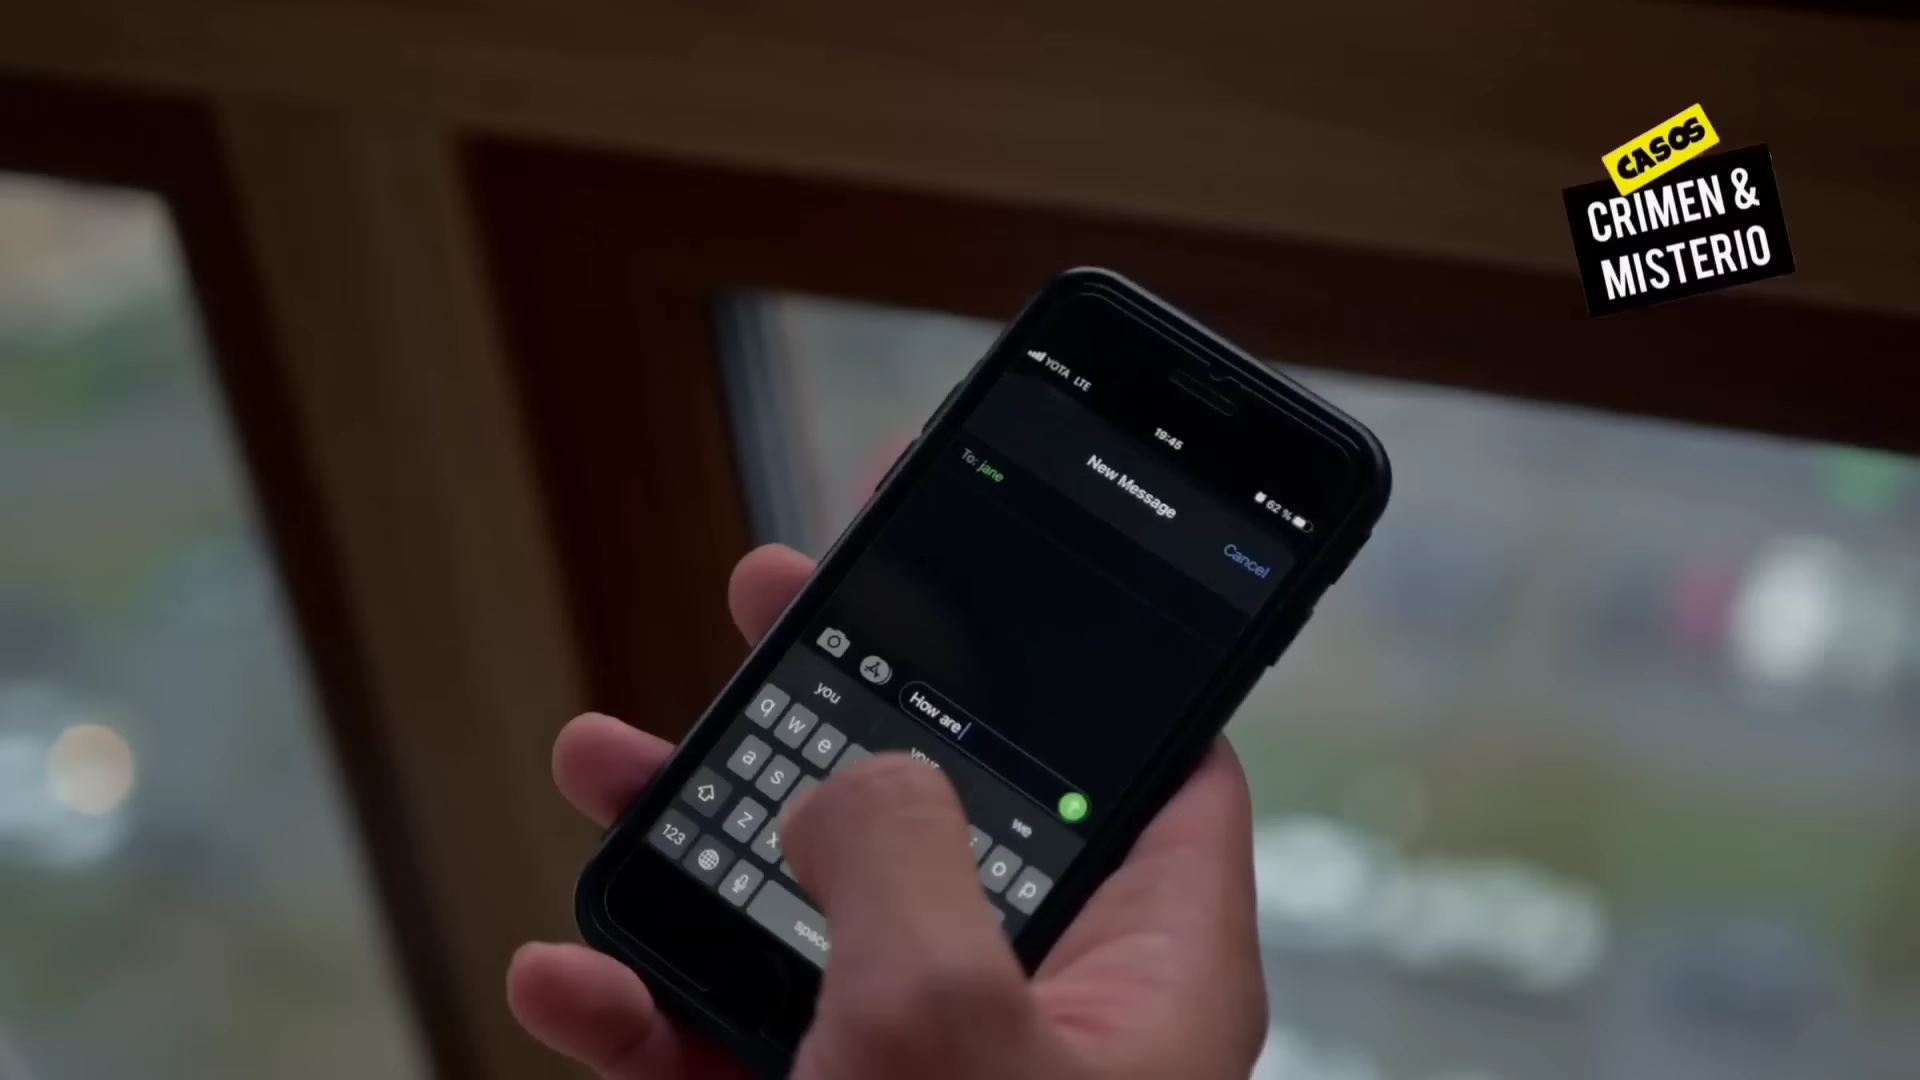 CASOS
CRIMEN &
MISTERIO
YOTA LTE
19:45
62 %
New Message
To: jane
Cancel
How are
you
your
we
q w e
o p
a s
z x
123
space